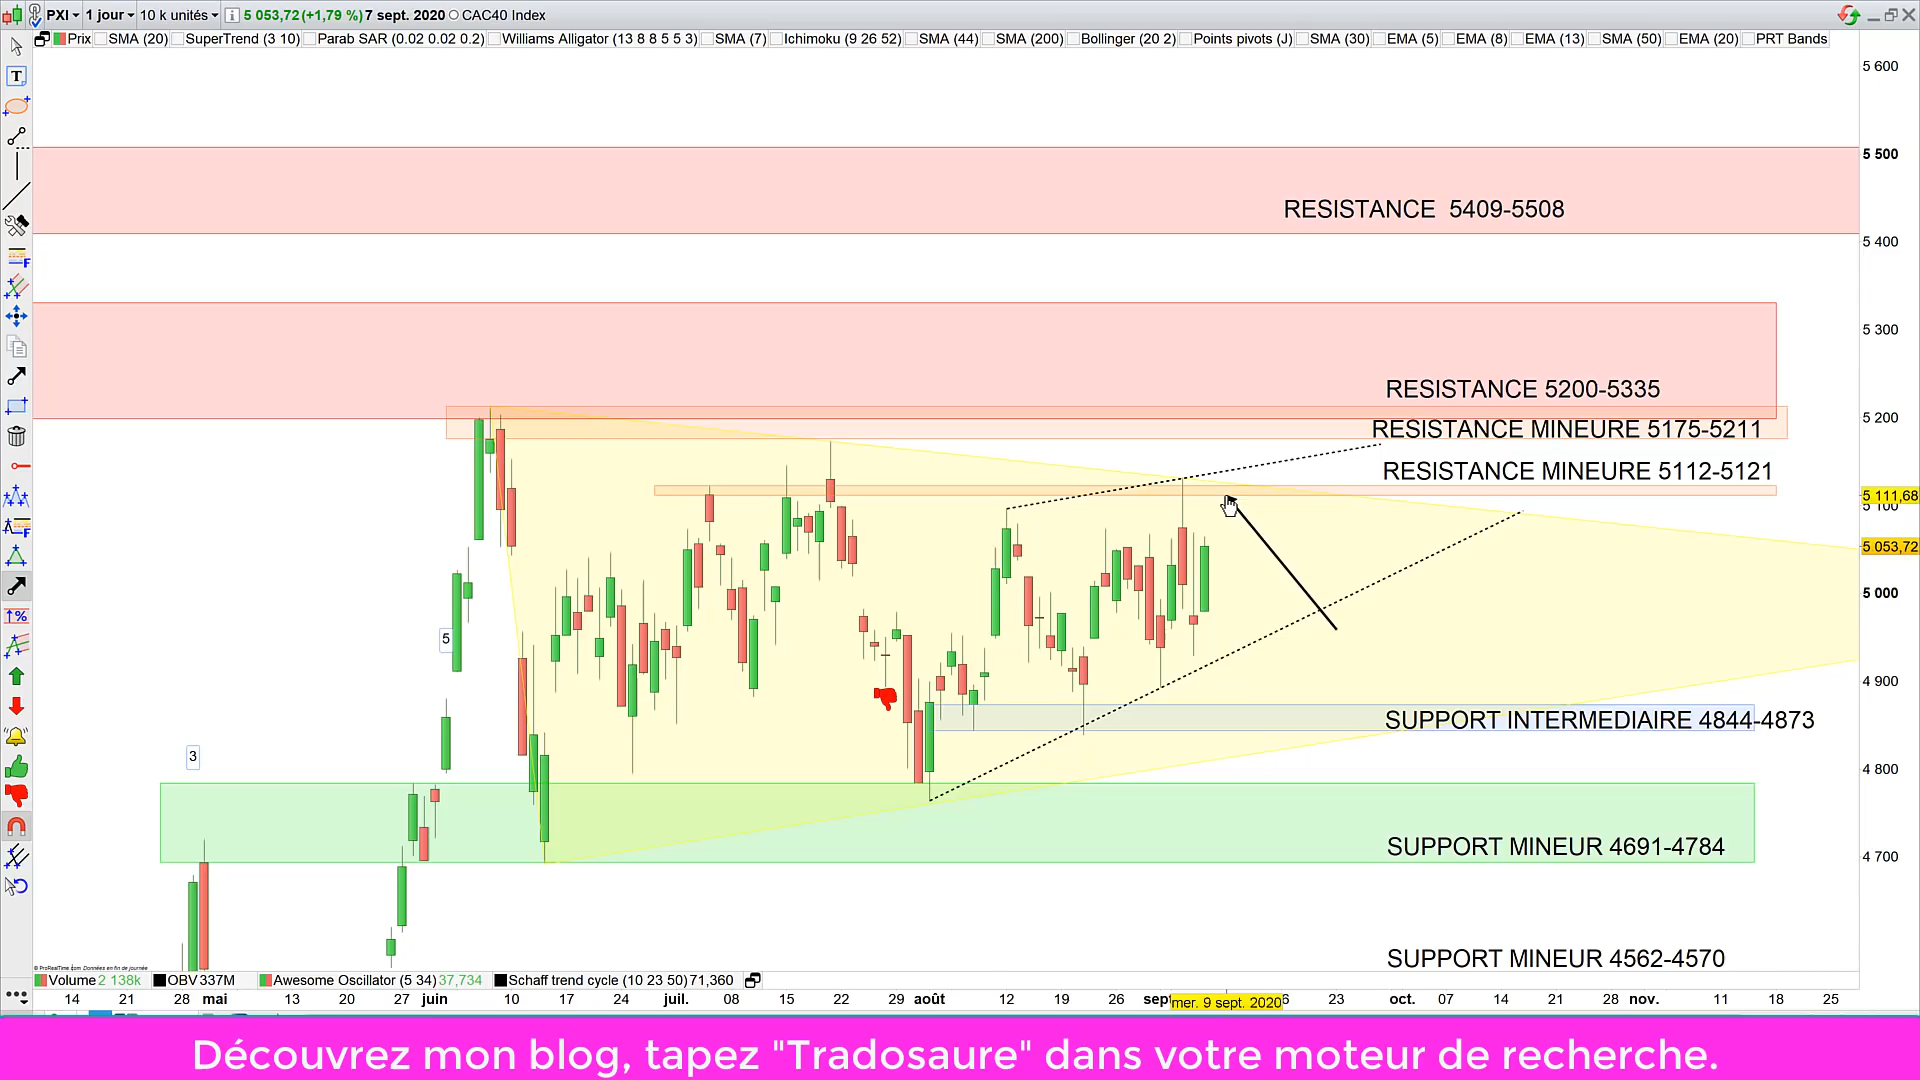 PXI 1 jour 10 k unités 5 053,72 (+1,79 %) 7 sept. 2020 CAC40 Index
Prix SMA (20) SuperTrend (3 10) Parab SAR (0.02 0.02 0.2) Williams Alligator (13 8 8 5 5 3) SMA (7) Ichimoku (9 26 52) SMA (44) SMA (200) Bollinger (20 2) Points pivots (J) SMA (30) EMA (5) EMA (8) EMA (13) SMA (50) EMA (20) PRT Bands
5 600
5 500
RESISTANCE 5409-5508
5 400
5 300
RESISTANCE 5200-5335
5 200
RESISTANCE MINEURE 5175-5211
RESISTANCE MINEURE 5112-5121
5 111,68
5 100
5 053,72
5 000
5
4 900
SUPPORT INTERMEDIAIRE 4844-4873
3
4 800
SUPPORT MINEUR 4691-4784
4 700
SUPPORT MINEUR 4562-4570
© ProRealTime.com Données en fin de journée
Volume 2 138k OBV 337M Awesome Oscillator (5 34) 37,734 Schaff trend cycle (10 23 50) 71,360
14 21 28 mai 13 20 27 juin 10 17 24 juil. 08 15 22 29 août 12 19 26 sept mer. 9 sept. 2020 6 23 oct. 07 14 21 28 nov. 11 18 25
Découvrez mon blog, tapez "Tradosaure" dans votre moteur de recherche.